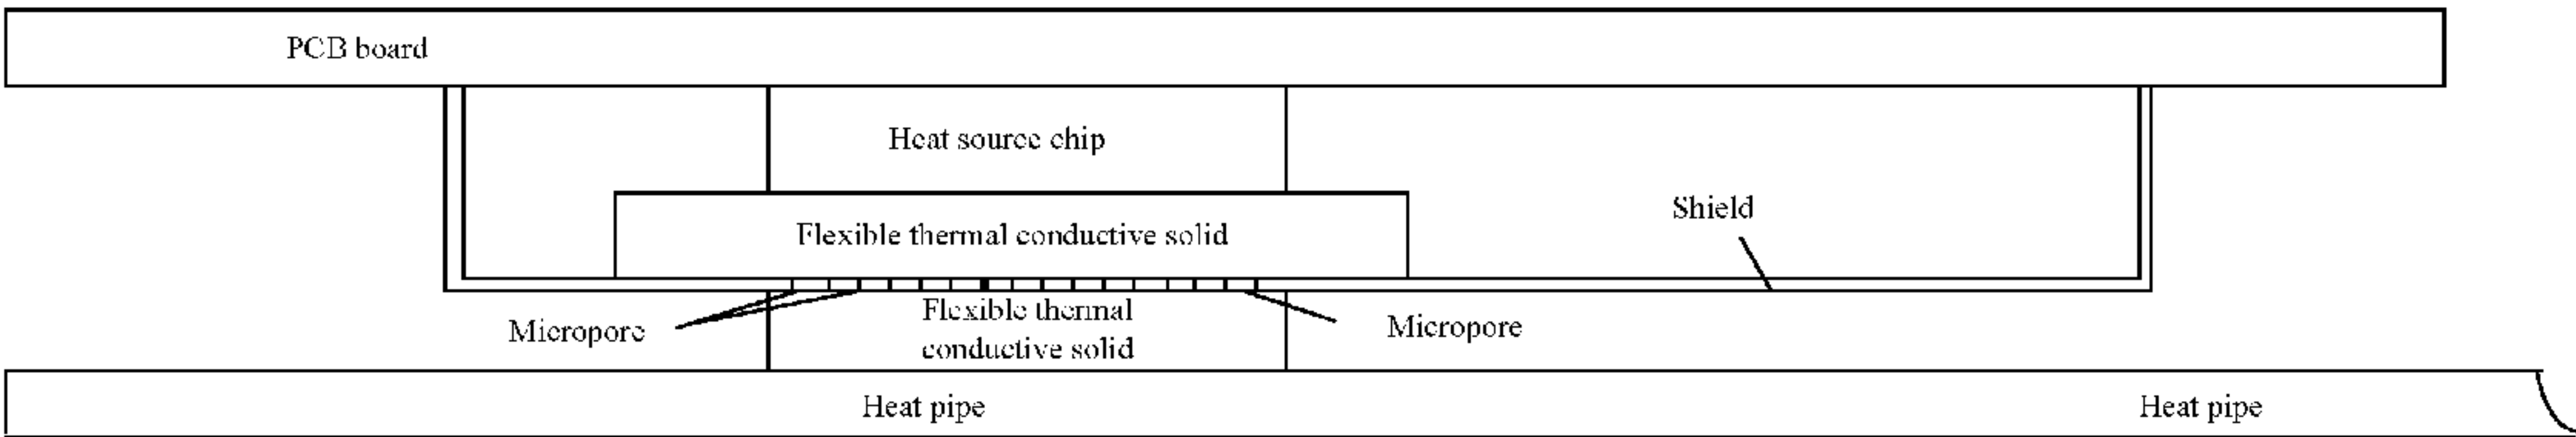 PCB board
Heat source chip
Shield
Flexible thermal conductive solid
Micropore
Flexible thermal
conductive solid
Micropore
Heat pipe
Heat pipe